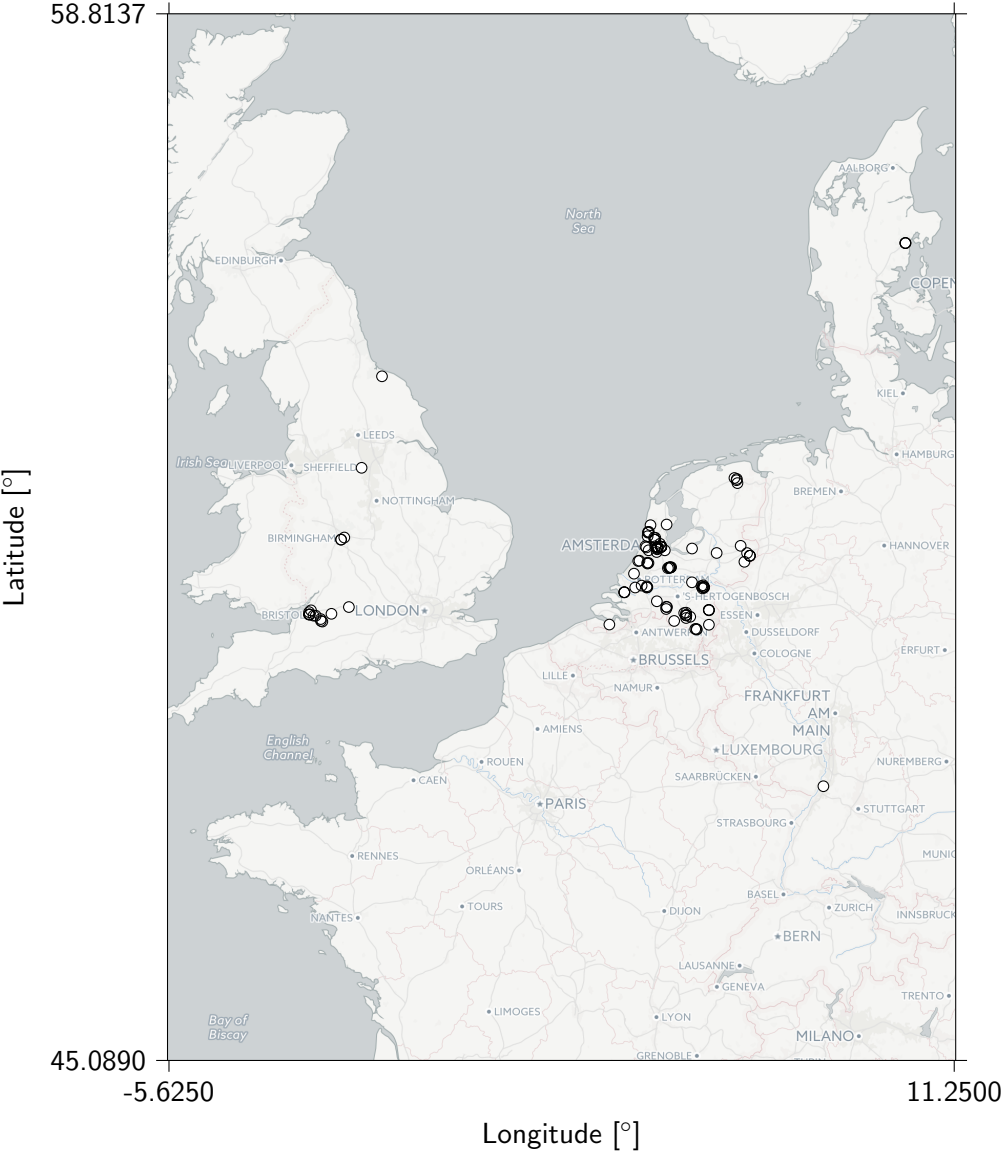 58.8137
AALBORG
North
Sea
EDINBURGH
COPEN
KIEL
LEEDS
HAMBURG
Irish Sea
LIVERPOOL
SHEFFIELD
BREMEN
NOTTINGHAM
BIRMINGHAM
AMSTERDA
HANNOVER
ROTTERDAM
'S-HERTOGENBOSCH
BRISTOL
LONDON
ESSEN
ANTWERPEN
DUSSELDORF
COLOGNE
ERFURT
BRUSSELS
LILLE
NAMUR
FRANKFURT
AM
MAIN
AMIENS
English
Channel
LUXEMBOURG
ROUEN
NUREMBERG
SAARBRÜCKEN
CAEN
PARIS
STUTTGART
STRASBOURG
RENNES
MUNIC
ORLÉANS
BASEL
TOURS
DIJON
ZURICH
INNSBRUCK
NANTES
BERN
LAUSANNE
GENEVA
TRENTO
LIMOGES
LYON
Bay of
Biscay
MILANO
GRENOBLE
45.0890
-5.6250
11.2500
Longitude [°]
Latitude [°]